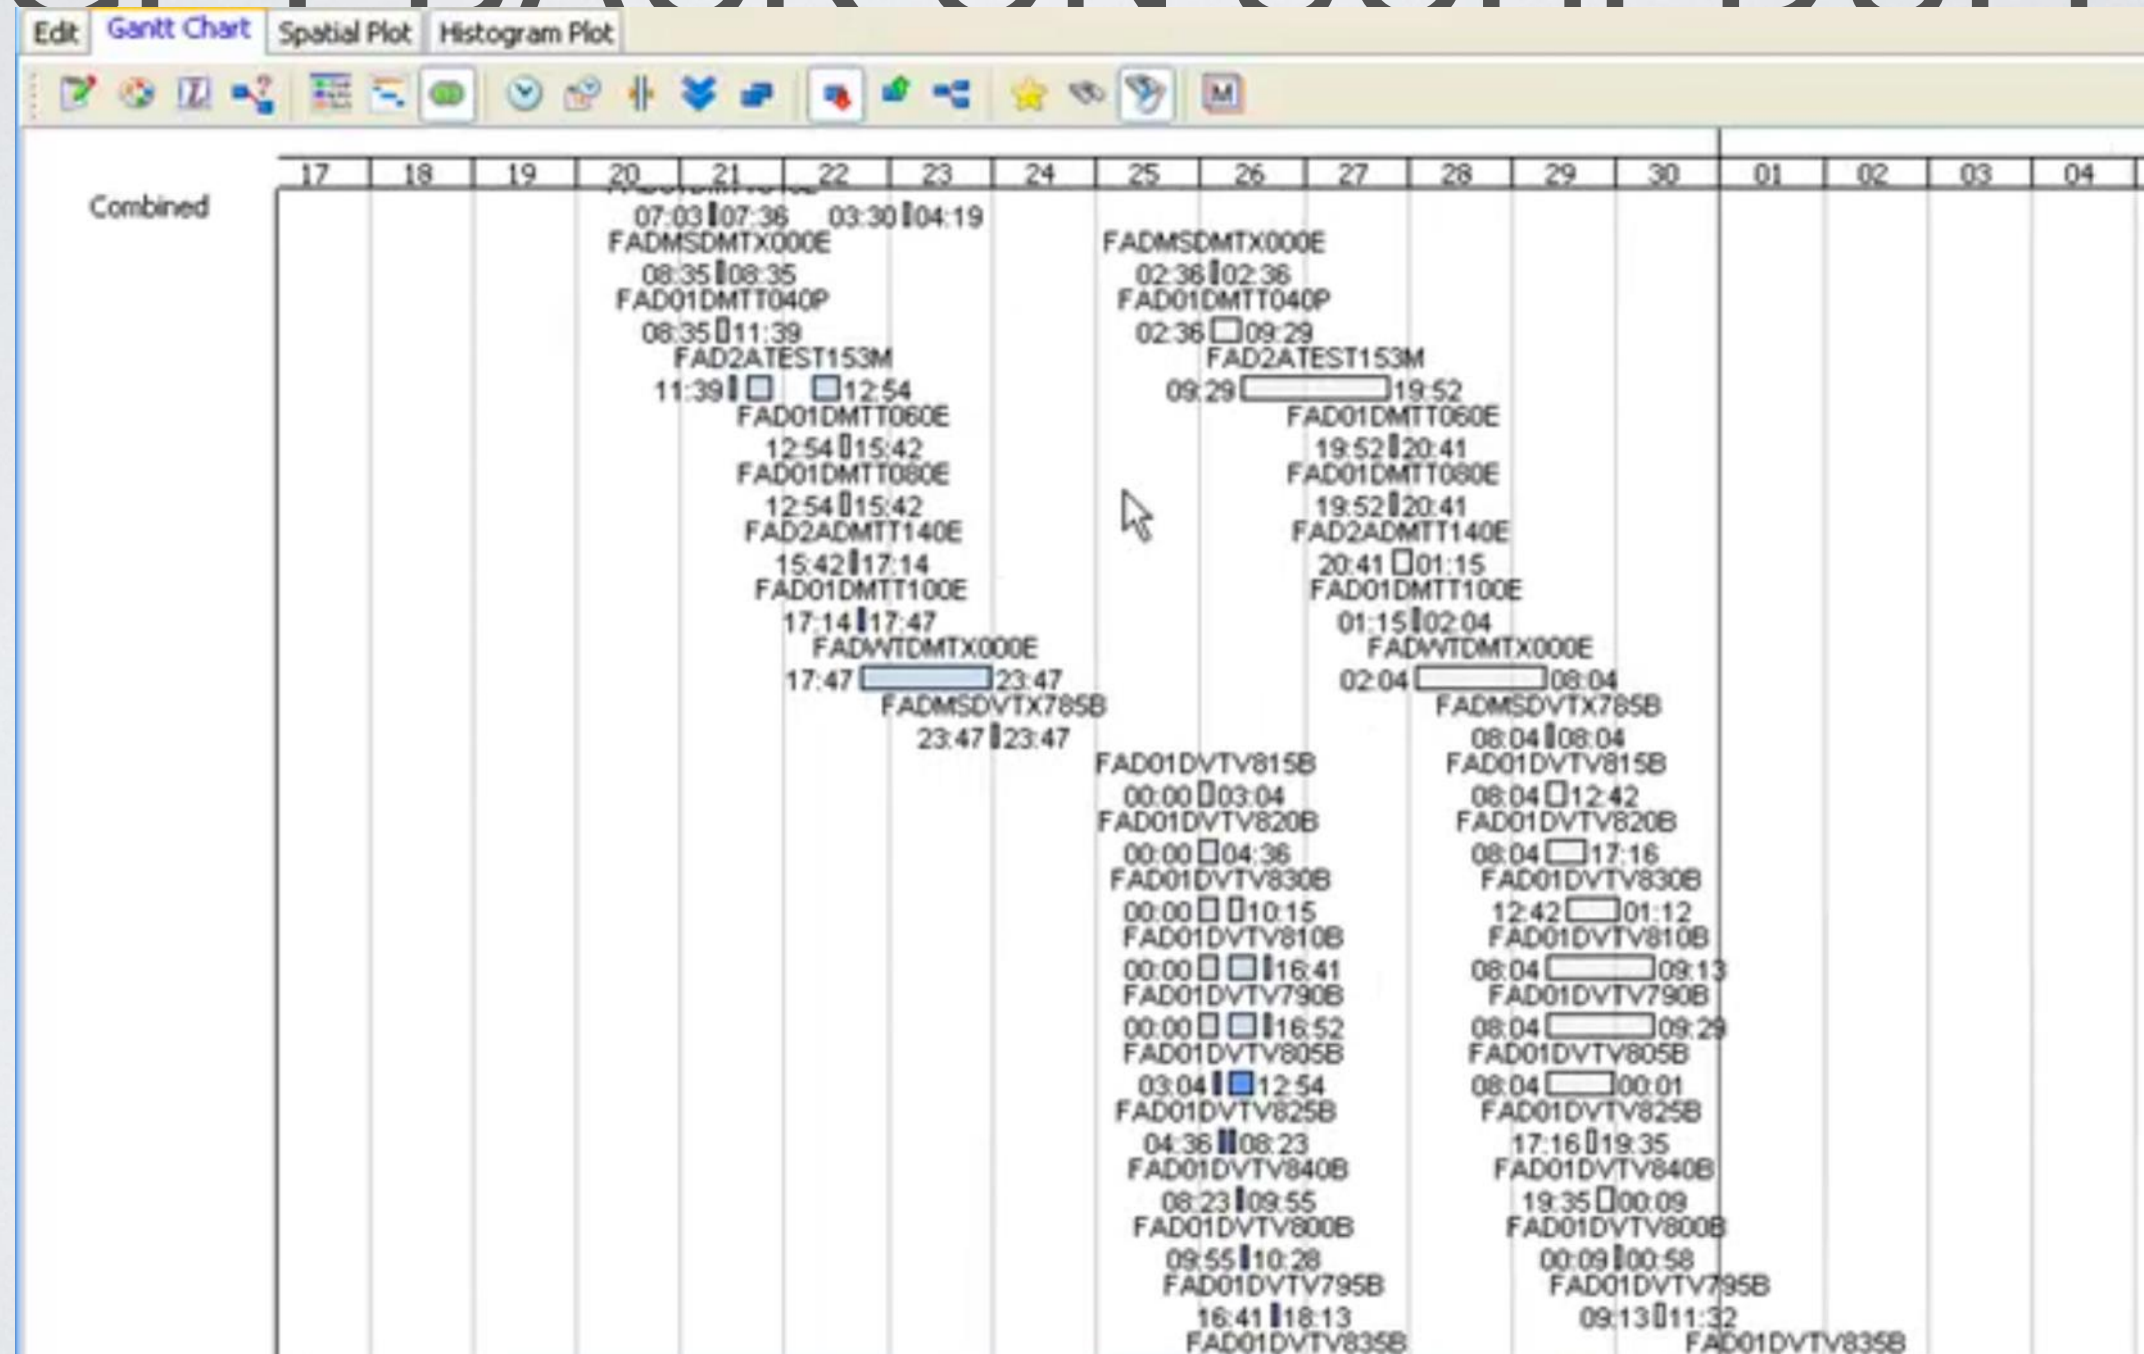 Edit Gantt Chart Spatial Plot Histogram Plot
M
17 18 19 20 21 22 23 24 25 26 27 28 29 30 01 02 03 04
Combined
07:03 07:36 03:30 04:19
FADMSDMTX000E FADMSDMTX000E
08:35 08:35 02:36 02:36
FAD01DMTT040P FAD01DMTT040P
08:35 11:39 02:36 09:29
FAD2ATEST153M FAD2ATEST153M
11:39 12:54 09:29 19:52
FAD01DMTT060E FAD01DMTT060E
12:54 15:42 19:52 20:41
FAD01DMTT080E FAD01DMTT080E
12:54 15:42 19:52 20:41
FAD2ADMTT140E FAD2ADMTT140E
15:42 17:14 20:41 01:15
FAD01DMTT100E FAD01DMTT100E
17:14 17:47 01:15 02:04
FADWTDMTX000E FADWTDMTX000E
17:47 23:47 02:04 08:04
FADMSDVTX785B FADMSDVTX785B
23:47 23:47 08:04 08:04
FAD01DVTV815B FAD01DVTV815B
00:00 03:04 08:04 12:42
FAD01DVTV820B FAD01DVTV820B
00:00 04:36 08:04 17:16
FAD01DVTV830B FAD01DVTV830B
00:00 10:15 12:42 01:12
FAD01DVTV810B FAD01DVTV810B
00:00 16:41 08:04 09:13
FAD01DVTV790B FAD01DVTV790B
00:00 16:52 08:04 09:29
FAD01DVTV805B FAD01DVTV805B
03:04 12:54 08:04 00:01
FAD01DVTV825B FAD01DVTV825B
04:36 08:23 17:16 19:35
FAD01DVTV840B FAD01DVTV840B
08:23 09:55 19:35 00:09
FAD01DVTV800B FAD01DVTV800B
09:55 10:28 00:09 00:58
FAD01DVTV795B FAD01DVTV795B
16:41 18:13 09:13 11:32
FAD01DVTV835B FAD01DVTV835B